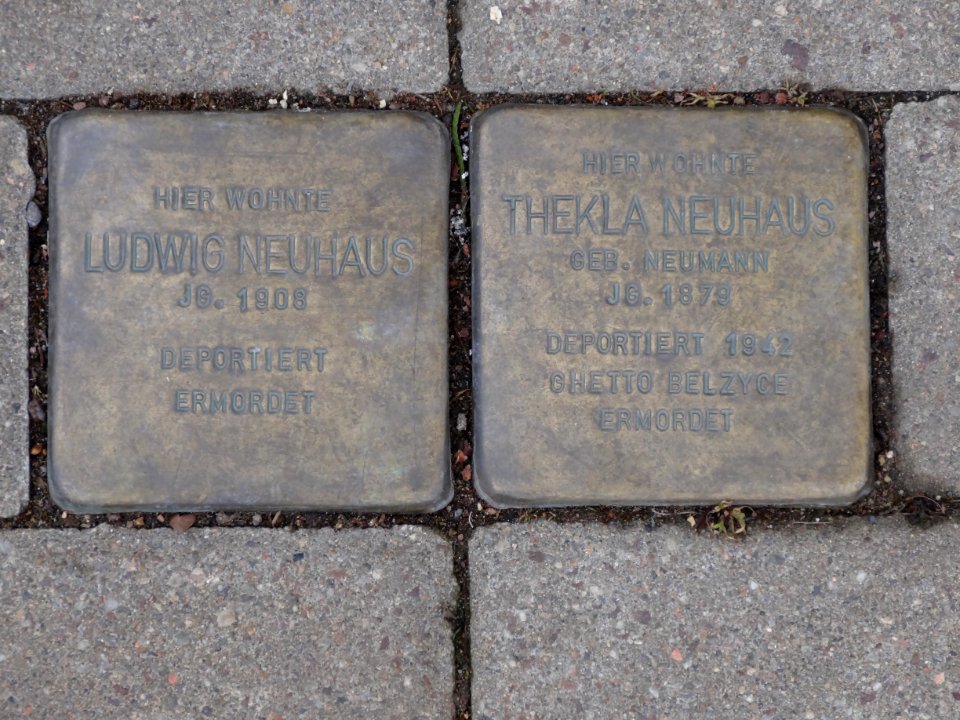 HIER WOHNTE
LUDWIG NEUHAUS
JG. 1908
DEPORTIERT
ERMORDET
HIER WOHNTE
THEKLA NEUHAUS
GEB. NEUMANN
JG. 1879
DEPORTIERT 1942
GHETTO BELZYCE
ERMORDET